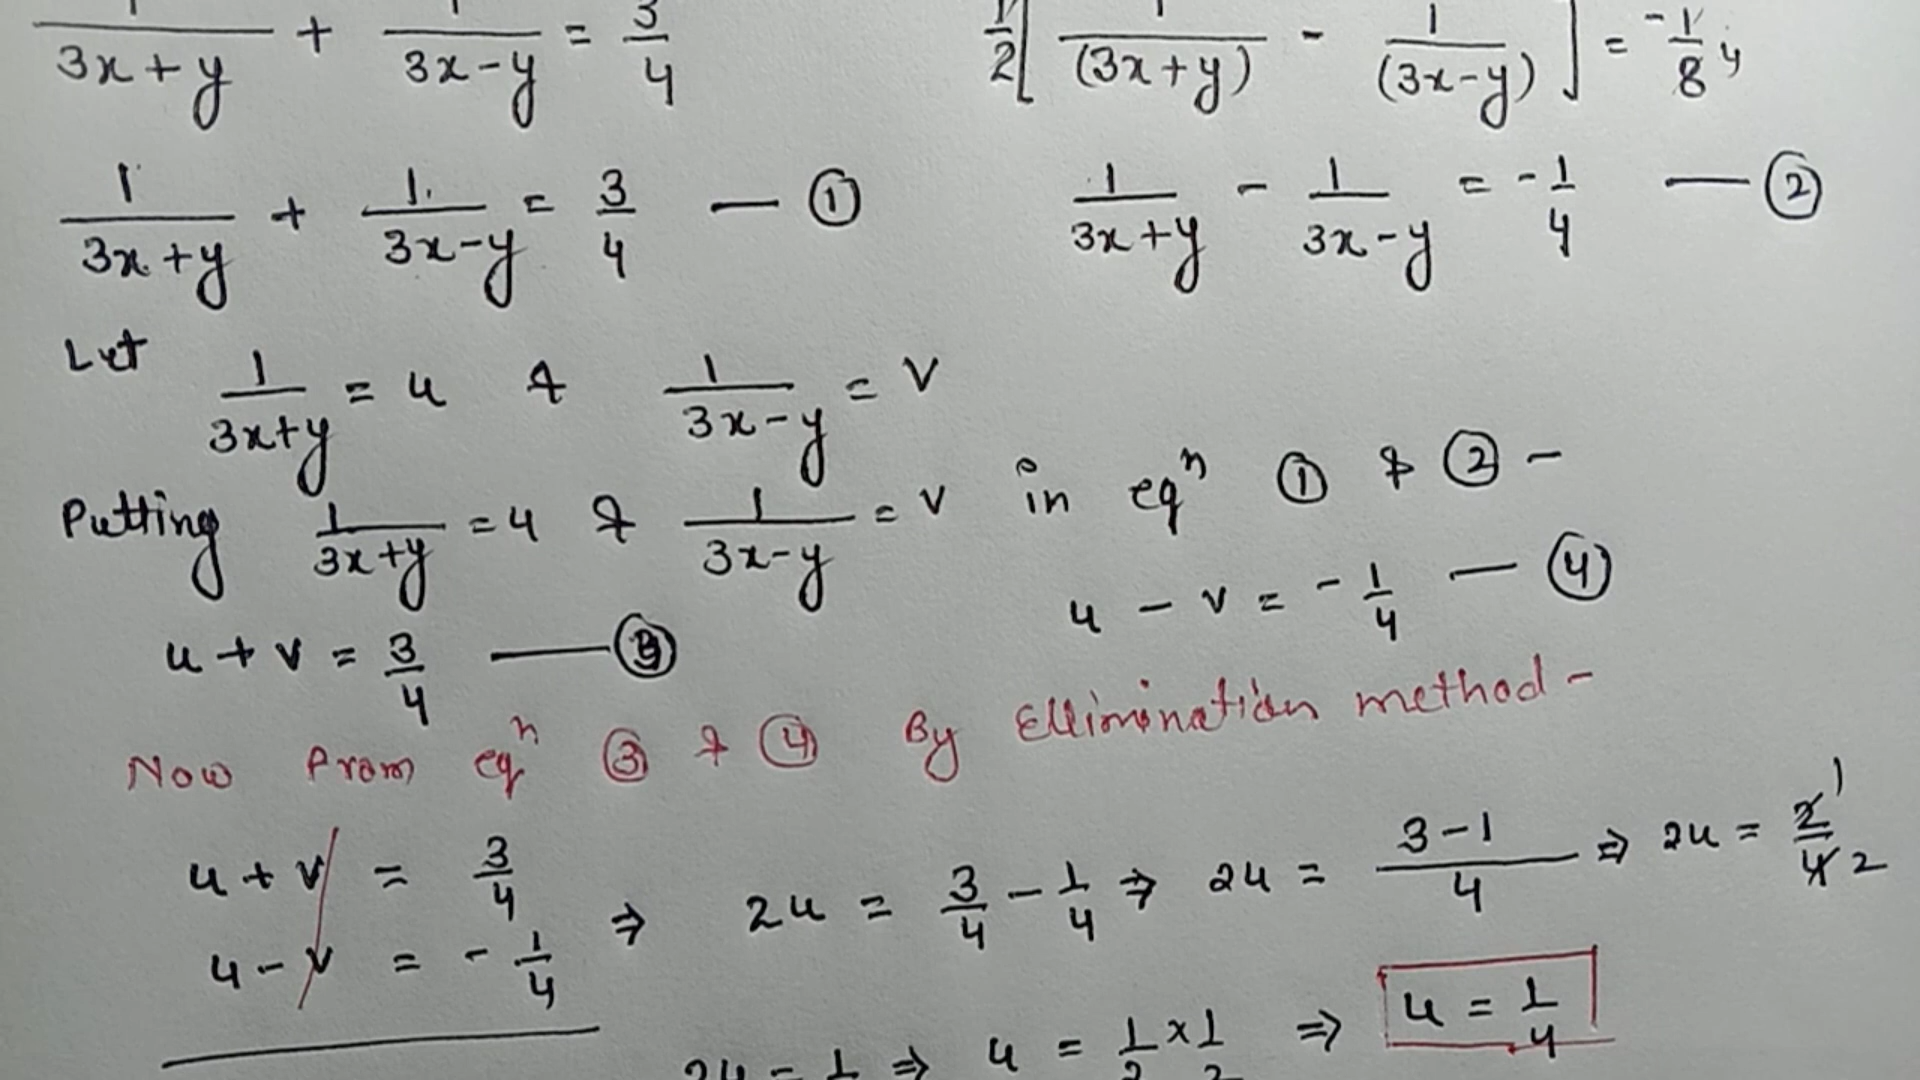 1/(3x+y) + 1/(3x-y) = 3/4
1/2[1/(3x+y) - 1/(3x-y)] = -1/8 y
1/(3x+y) + 1/(3x-y) = 3/4 — ①
1/(3x+y) - 1/(3x-y) = -1/4 — ②
Let 1/(3x+y) = u & 1/(3x-y) = v
Putting 1/(3x+y) = u & 1/(3x-y) = v in eqⁿ ① & ② -
u + v = 3/4 — ③
u - v = -1/4 — ④
Now From eqⁿ ③ & ④ By Ellimination method -
u + v = 3/4
u - v = -1/4
⇒ 2u = 3/4 - 1/4 ⇒ 2u = (3-1)/4 ⇒ 2u = 2/4 1 2
2u = 1/ ⇒ u = 1/2 × 1/2 ⇒ u = 1/4